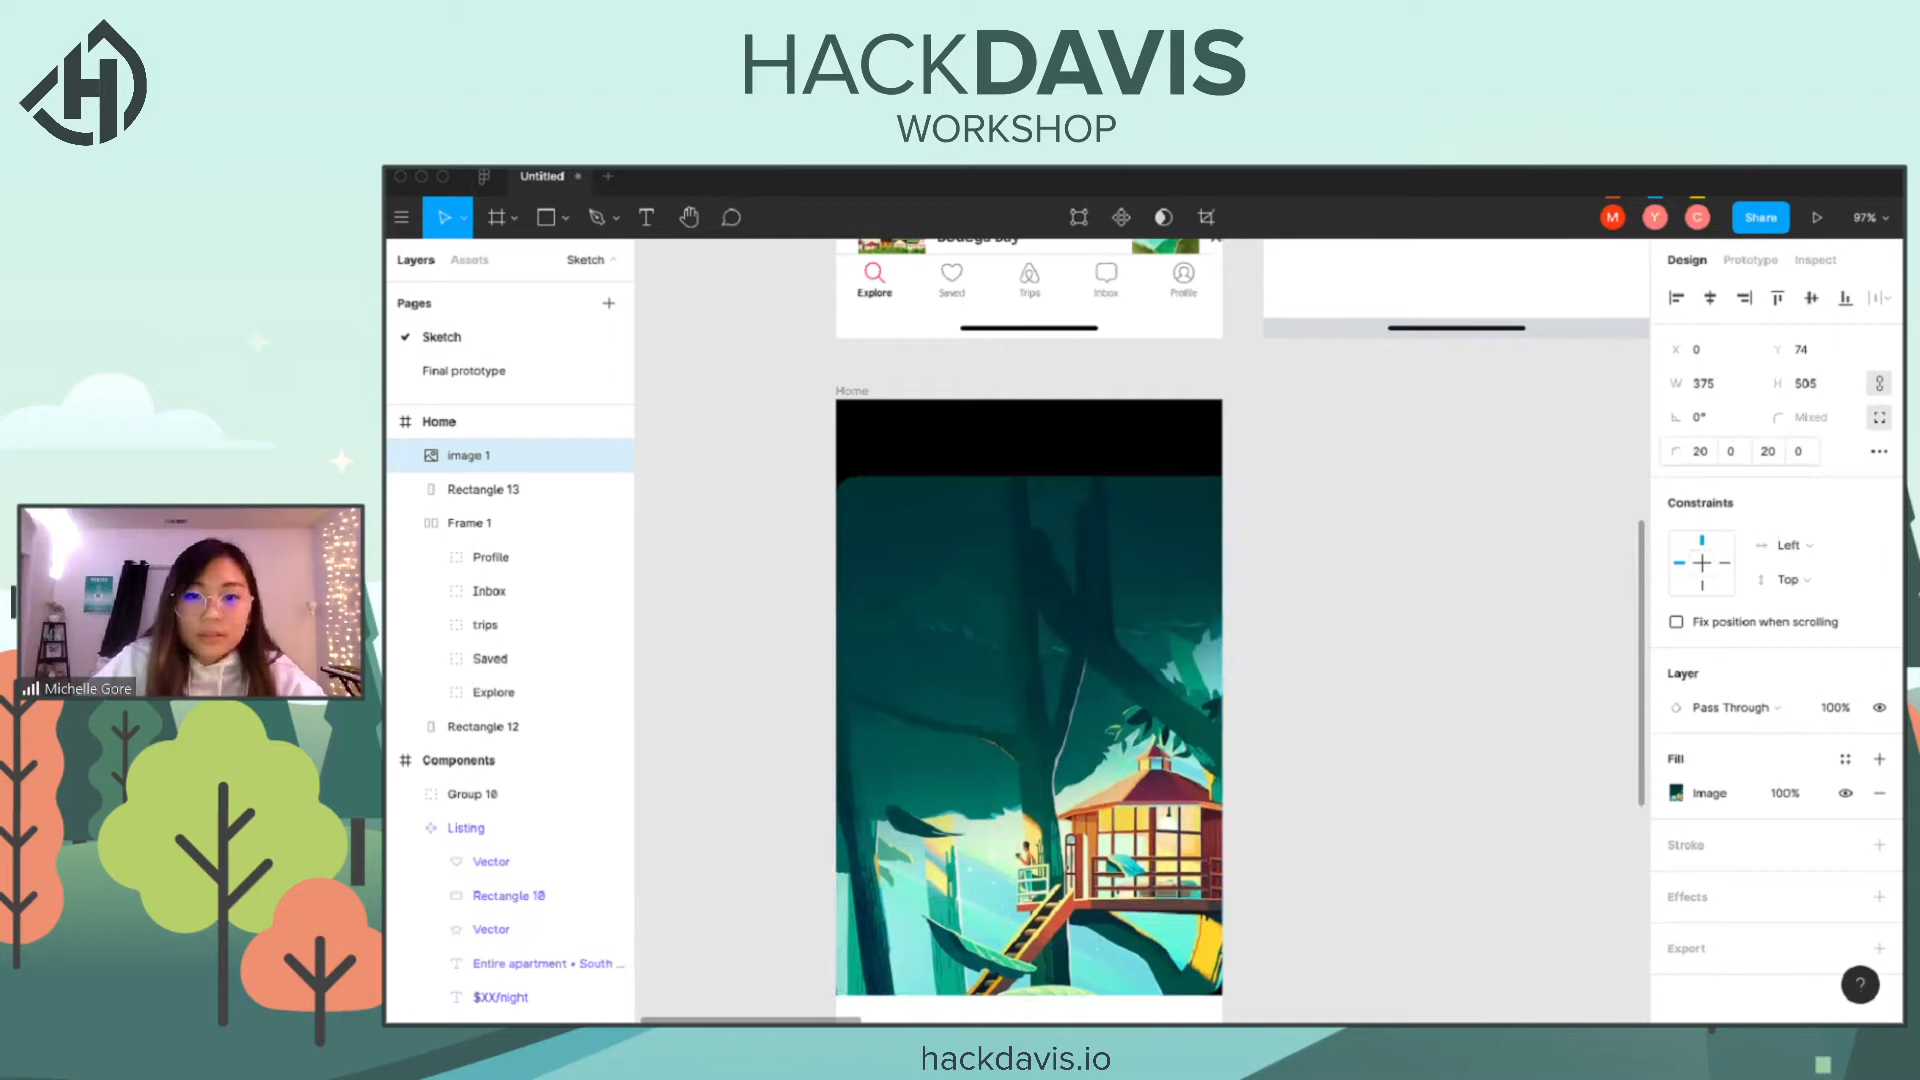 HACKDAVIS
WORKSHOP
Untitled
M
Y
C
Share
97%
Layers
Assets
Sketch
Pages
Sketch
Final prototype
Home
image 1
Rectangle 13
Frame 1
Profile
Inbox
trips
Saved
Explore
Rectangle 12
Components
Group 10
Listing
Vector
Rectangle 10
Vector
Entire apartment • South ...
$XX/night
Bodega Bay
Explore
Saved
Trips
Inbox
Profile
Home
Design
Prototype
Inspect
X 0
Y 74
W 375
H 505
0°
Mixed
20 0 20 0
Constraints
Left
Top
Fix position when scrolling
Layer
Pass Through
100%
Fill
Image
100%
Stroke
Effects
Export
?
Michelle Gore
hackdavis.io